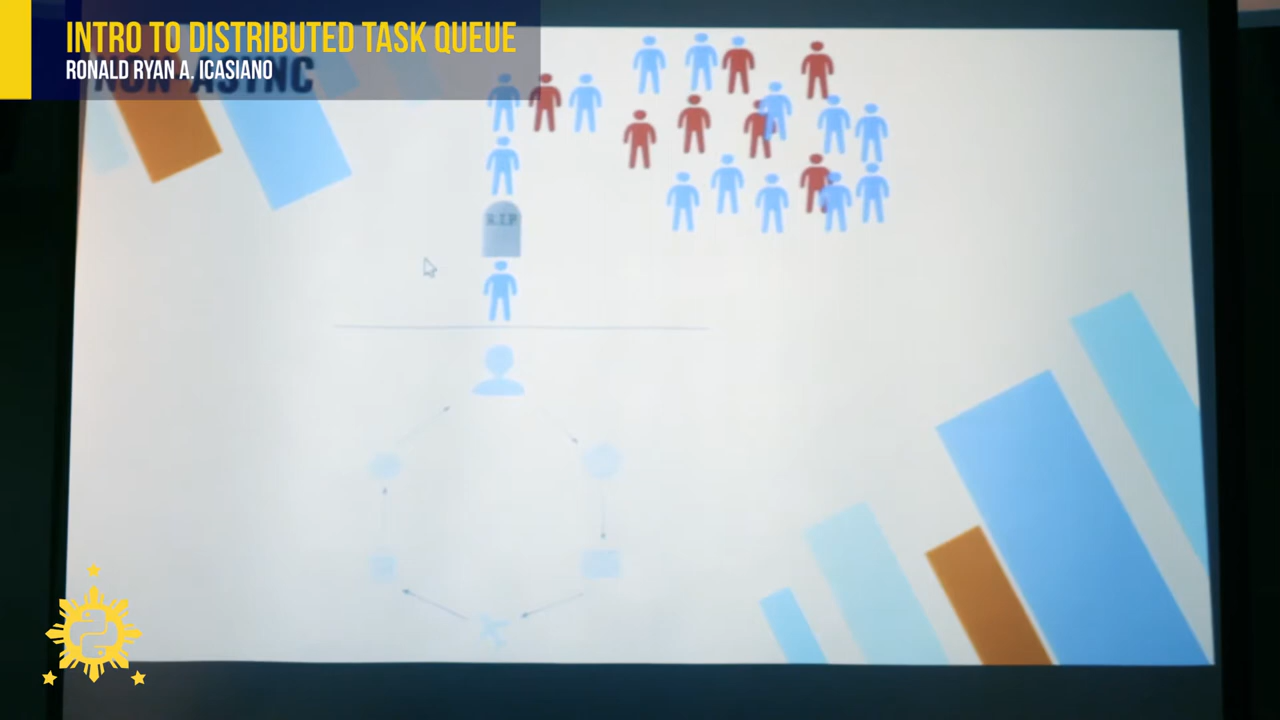 INTRO TO DISTRIBUTED TASK QUEUE
RONALD RYAN A. ICASIANO
NON-ASYNC
R.I.P